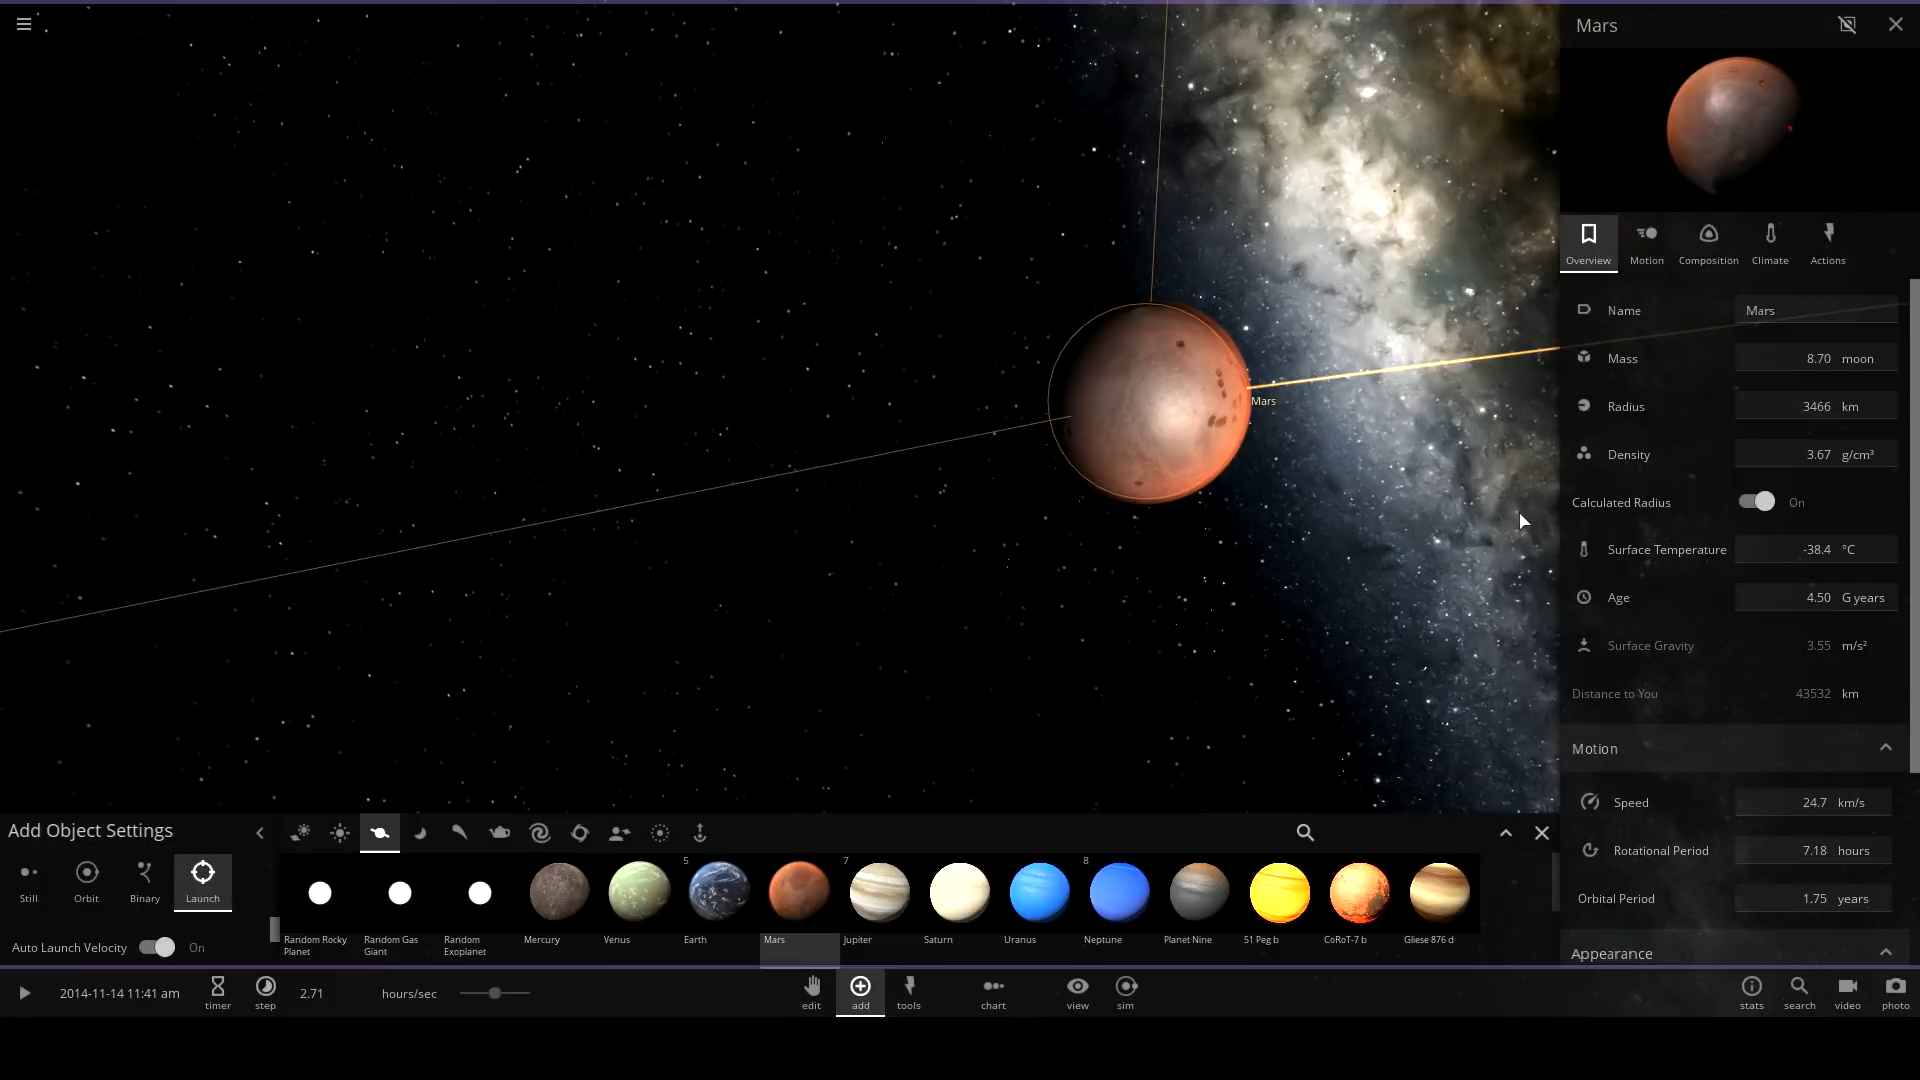 Mars
Overview
Motion
Composition
Climate
Actions
Name Mars
Mass 8.70 moon
Radius 3466 km
Density 3.67 g/cm³
Calculated Radius On
Surface Temperature -38.4 °C
Age 4.50 G years
Surface Gravity 3.55 m/s²
Distance to You 43532 km
Motion
Speed 24.7 km/s
Rotational Period 7.18 hours
Orbital Period 1.75 years
Appearance
Mars
Add Object Settings
Still
Orbit
Binary
Launch
Auto Launch Velocity On
5
7
8
Random Rocky
Planet
Random Gas
Giant
Random
Exoplanet
Mercury
Venus
Earth
Mars
Jupiter
Saturn
Uranus
Neptune
Planet Nine
51 Peg b
CoRoT-7 b
Gliese 876 d
2014-11-14 11:41 am
timer
step
2.71 hours/sec
edit
add
tools
chart
view
sim
stats
search
video
photo